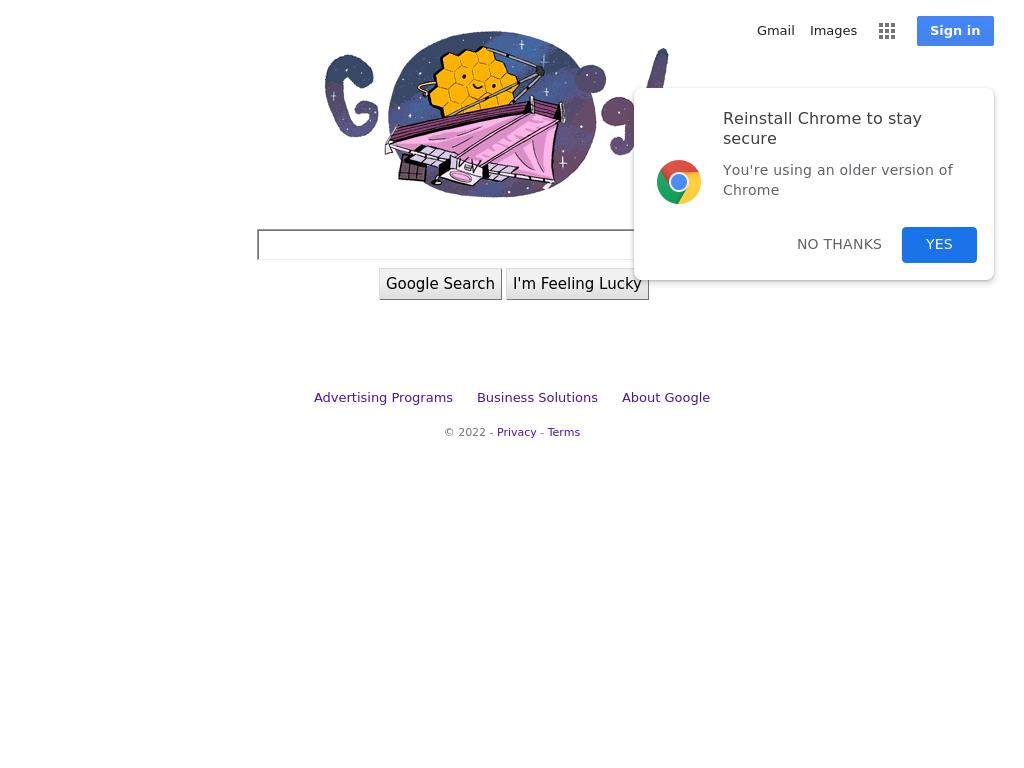 Gmail Images Sign in
Reinstall Chrome to stay
secure
You're using an older version of
Chrome
NO THANKS YES
Google Search I'm Feeling Lucky
Advertising Programs Business Solutions About Google
© 2022 - Privacy - Terms